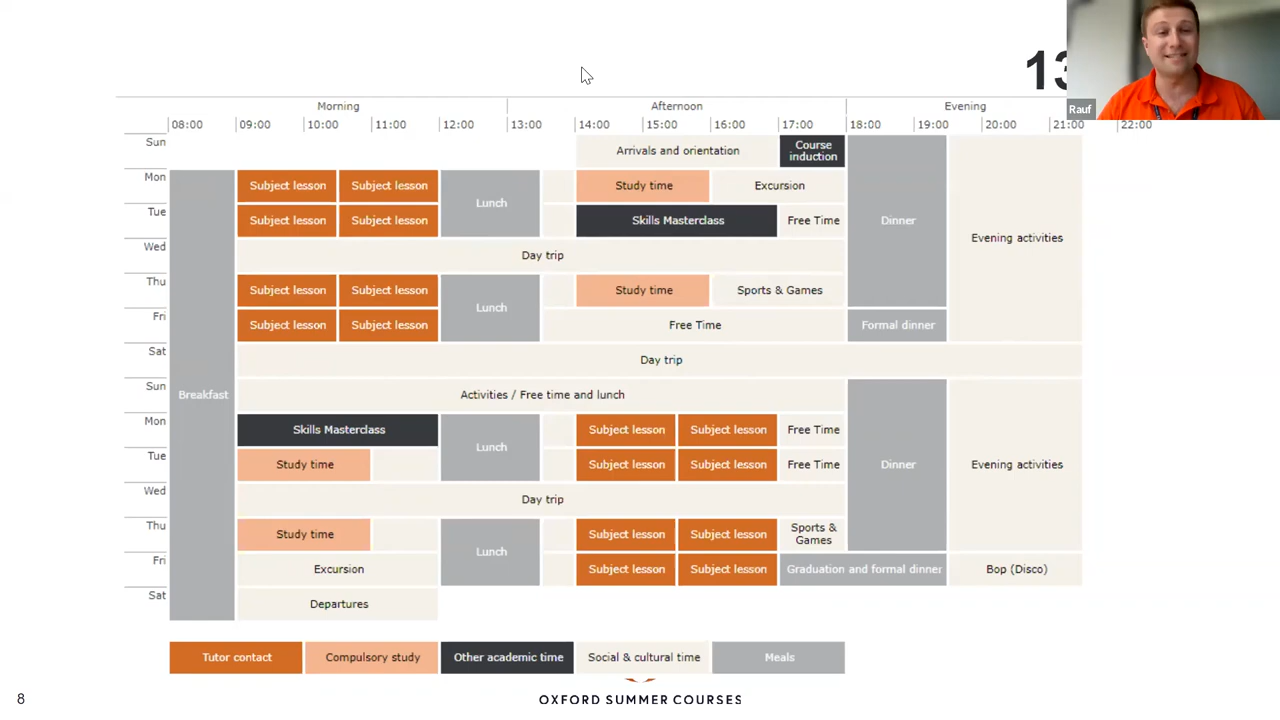 13
Rauf
Morning Afternoon Evening
08:00 09:00 10:00 11:00 12:00 13:00 14:00 15:00 16:00 17:00 18:00 19:00 20:00 21:00 22:00
Sun Arrivals and orientation Course induction
Mon Subject lesson Subject lesson Study time Excursion
Lunch
Tue Subject lesson Subject lesson Skills Masterclass Free Time Dinner
Evening activities
Wed Day trip
Thu Subject lesson Subject lesson Study time Sports & Games
Lunch
Fri Subject lesson Subject lesson Free Time Formal dinner
Sat Day trip
Sun Breakfast Activities / Free time and lunch
Mon Skills Masterclass Subject lesson Subject lesson Free Time
Lunch
Tue Study time Subject lesson Subject lesson Free Time Dinner Evening activities
Wed Day trip
Thu Study time Subject lesson Subject lesson Sports & Games
Lunch
Fri Excursion Subject lesson Subject lesson Graduation and formal dinner Bop (Disco)
Sat Departures
Tutor contact Compulsory study Other academic time Social & cultural time Meals
8 OXFORD SUMMER COURSES